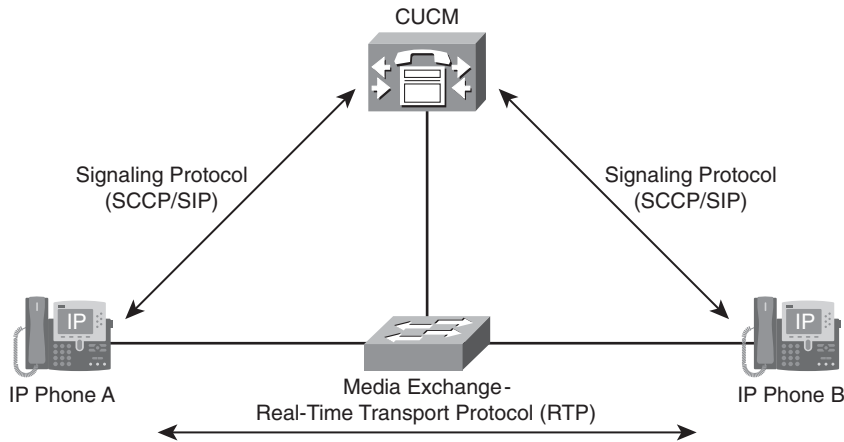 CUCM
Signaling Protocol
(SCCP/SIP)
Signaling Protocol
(SCCP/SIP)
IP
IP
IP Phone A
Media Exchange-
Real-Time Transport Protocol (RTP)
IP Phone B